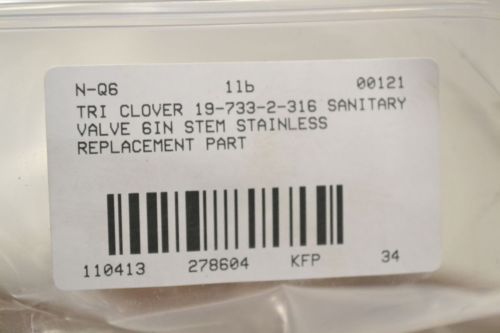 N-Q6 1lb 00121
TRI CLOVER 19-733-2-316 SANITARY
VALVE 6IN STEM STAINLESS
REPLACEMENT PART
110413 278604 KFP 34